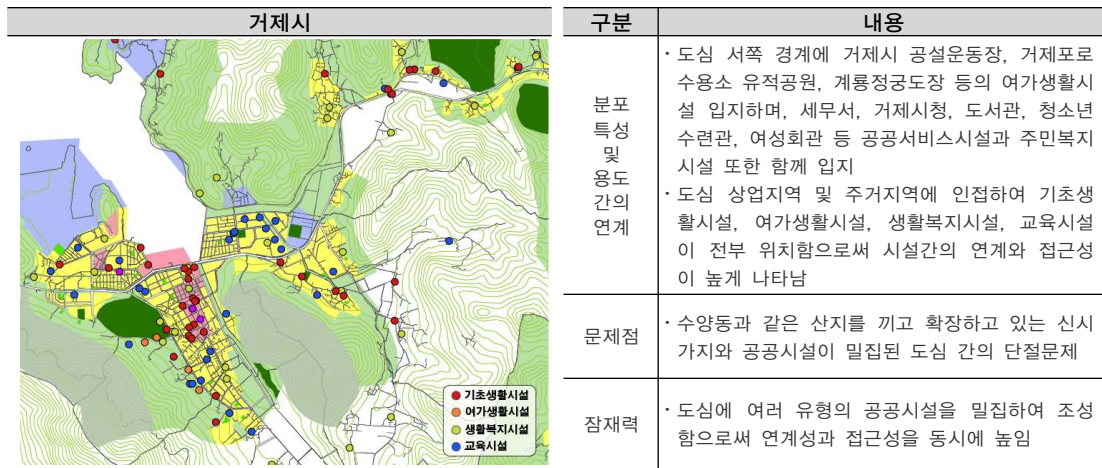 거제시
기초생활시설
여가생활시설
생활복지시설
교육시설
구분
내용
분포
특성
및
용도
간의
연계
· 도심 서쪽 경계에 거제시 공설운동장, 거제포로
수용소 유적공원, 계룡정궁도장 등의 여가생활시
설 입지하며, 세무서, 거제시청, 도서관, 청소년
수련관, 여성회관 등 공공서비스시설과 주민복지
시설 또한 함께 입지
· 도심 상업지역 및 주거지역에 인접하여 기초생
활시설, 여가생활시설, 생활복지시설, 교육시설
이 전부 위치함으로써 시설간의 연계와 접근성
이 높게 나타남
문제점
· 수양동과 같은 산지를 끼고 확장하고 있는 신시
가지와 공공시설이 밀집된 도심 간의 단절문제
잠재력
· 도심에 여러 유형의 공공시설을 밀집하여 조성
함으로써 연계성과 접근성을 동시에 높임